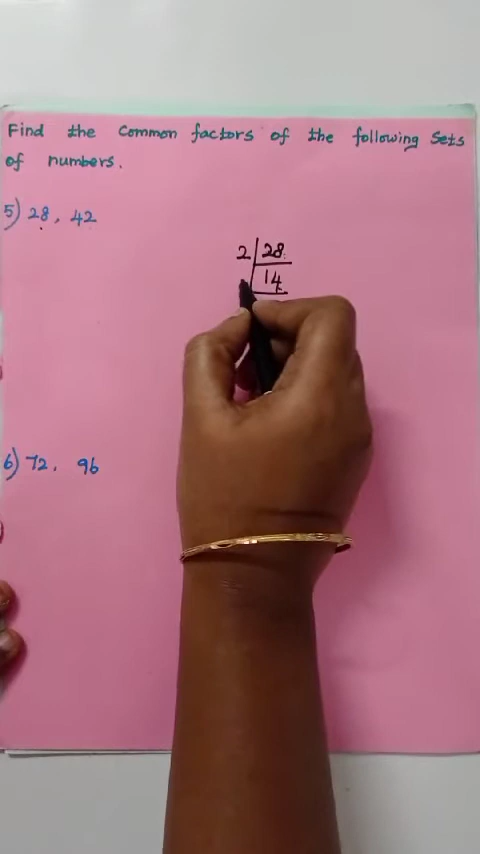 Find the Common factors of the following Sets
of numbers.
5) 28, 42
2 28
14
6) 72, 96